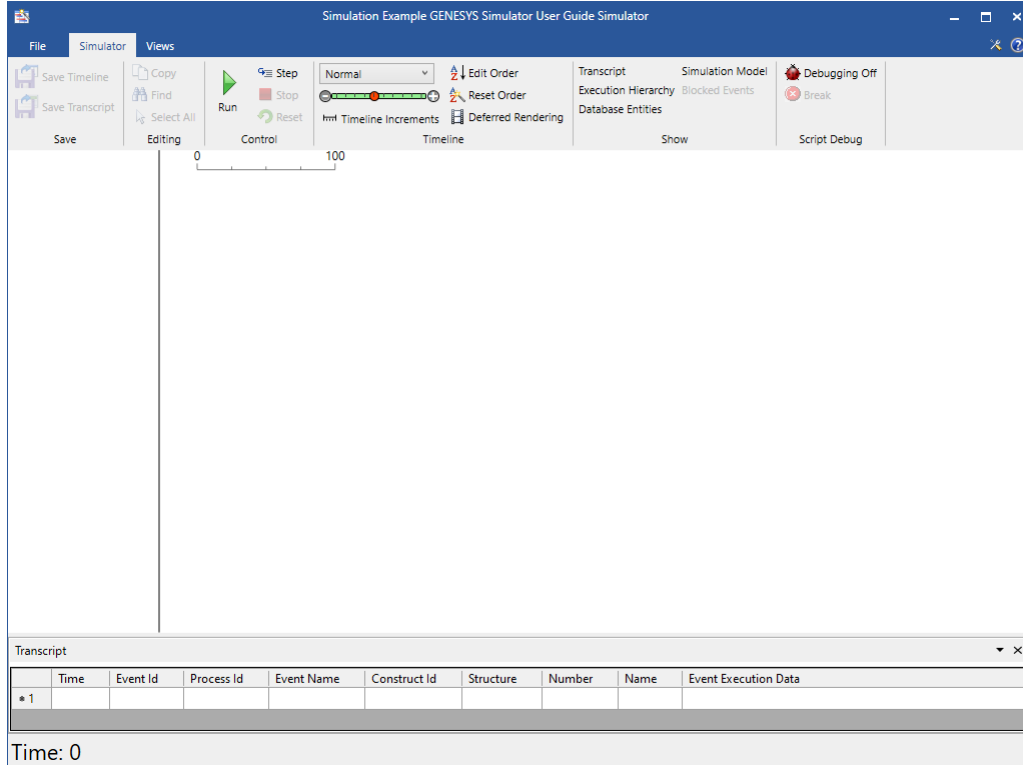 Simulation Example GENESYS Simulator User Guide Simulator
File Simulator Views
Save Timeline
Save Transcript
Save
Copy
Find
Select All
Editing
Run
Step
Stop
Reset
Control
Normal
Timeline Increments
Edit Order
Reset Order
Deferred Rendering
Timeline
Transcript
Execution Hierarchy
Database Entities
Simulation Model
Blocked Events
Show
Debugging Off
Break
Script Debug
0 100
Transcript
Time Event Id Process Id Event Name Construct Id Structure Number Name Event Execution Data
* 1
Time: 0